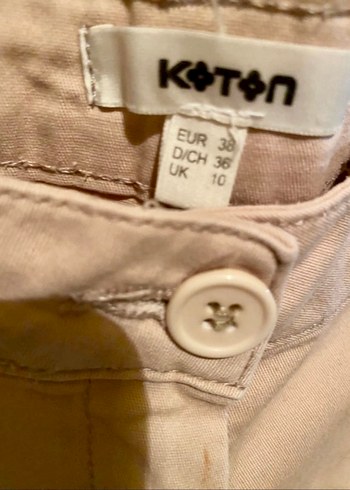 KOTON
EUR 38
D/CH 36
UK 10